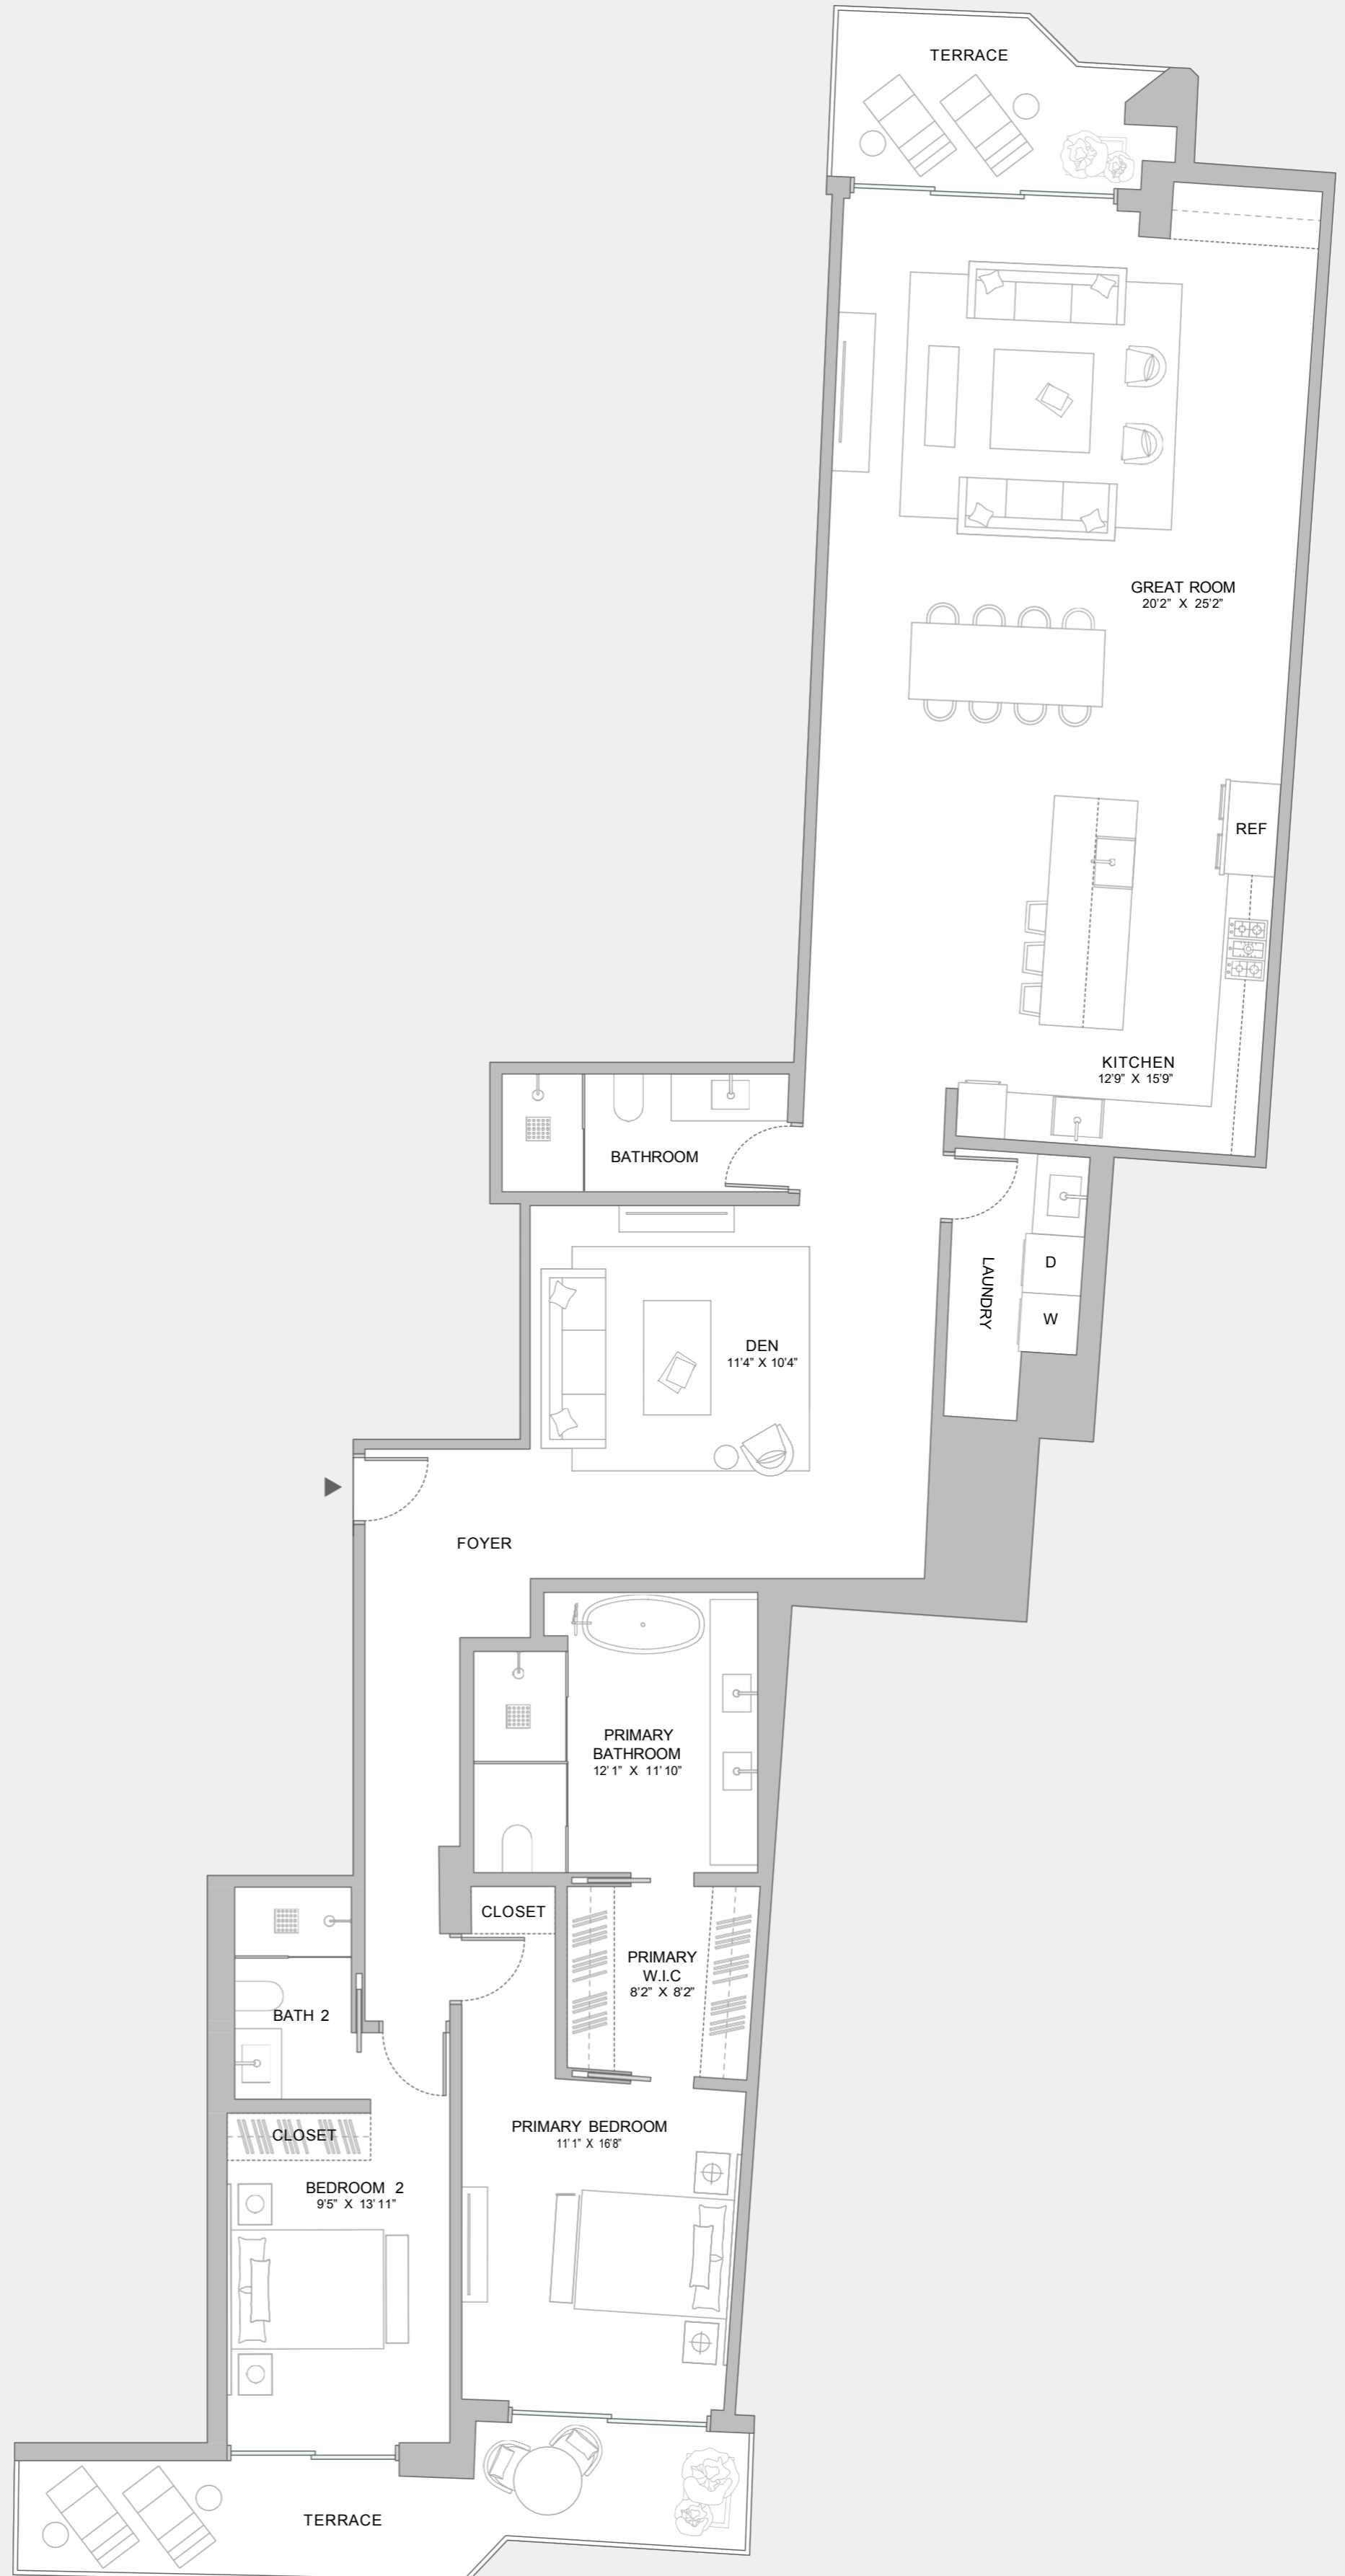 TERRACE
GREAT ROOM
20'2" X 25'2"
REF
KITCHEN
12'9" X 15'9"
BATHROOM
LAUNDRY
D
W
DEN
11'4" X 10'4"
FOYER
PRIMARY
BATHROOM
12'1" X 11'10"
CLOSET
PRIMARY
W.I.C
8'2" X 8'2"
BATH 2
PRIMARY BEDROOM
11'1" X 16'8"
CLOSET
BEDROOM 2
9'5" X 13'11"
TERRACE